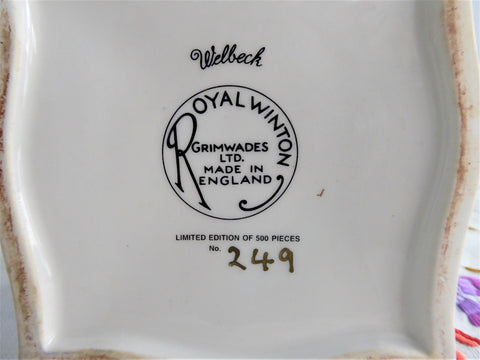 Welbeck
ROYAL WINTON
GRIMWADES
LTD.
MADE IN
ENGLAND
LIMITED EDITION OF 500 PIECES
No. 249